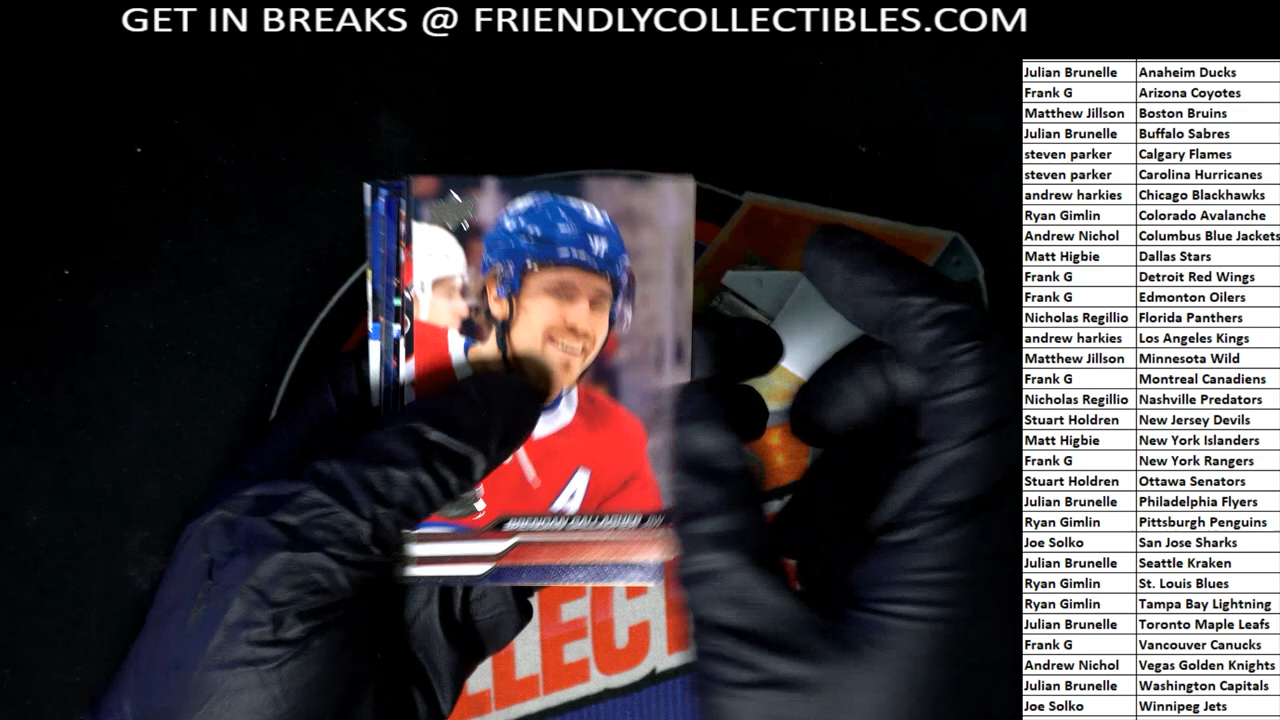 GET IN BREAKS @ FRIENDLYCOLLECTIBLES.COM
Julian Brunelle Anaheim Ducks
Frank G Arizona Coyotes
Matthew Jillson Boston Bruins
Julian Brunelle Buffalo Sabres
steven parker Calgary Flames
steven parker Carolina Hurricanes
andrew harkies Chicago Blackhawks
Ryan Gimlin Colorado Avalanche
Andrew Nichol Columbus Blue Jackets
Matt Higbie Dallas Stars
Frank G Detroit Red Wings
Frank G Edmonton Oilers
Nicholas Regillio Florida Panthers
andrew harkies Los Angeles Kings
Matthew Jillson Minnesota Wild
Frank G Montreal Canadiens
Nicholas Regillio Nashville Predators
Stuart Holdren New Jersey Devils
Matt Higbie New York Islanders
Frank G New York Rangers
Stuart Holdren Ottawa Senators
Julian Brunelle Philadelphia Flyers
Ryan Gimlin Pittsburgh Penguins
Joe Solko San Jose Sharks
Julian Brunelle Seattle Kraken
Ryan Gimlin St. Louis Blues
Ryan Gimlin Tampa Bay Lightning
Julian Brunelle Toronto Maple Leafs
Frank G Vancouver Canucks
Andrew Nichol Vegas Golden Knights
Julian Brunelle Washington Capitals
Joe Solko Winnipeg Jets
A
LLECT